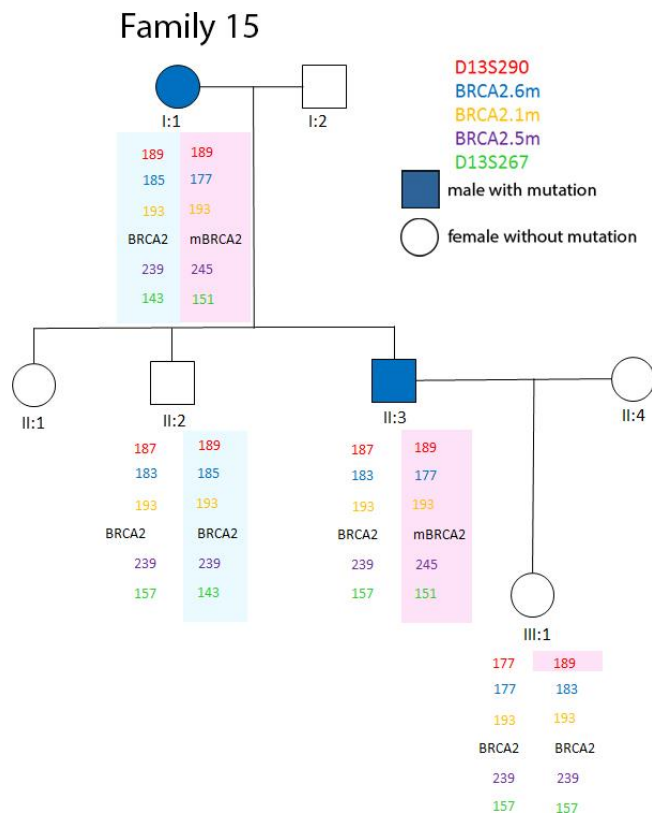 Family 15
D13S290
BRCA2.6m
BRCA2.1m
BRCA2.5m
D13S267
male with mutation
female without mutation
I:1 I:2
189 189
185 177
193 193
BRCA2 mBRCA2
239 245
143 151
II:1 II:2 II:3 II:4
187 189 187 189
183 185 183 177
193 193 193 193
BRCA2 BRCA2 BRCA2 mBRCA2
239 239 239 245
157 143 157 151
III:1
177 189
177 183
193 193
BRCA2 BRCA2
239 239
157 157